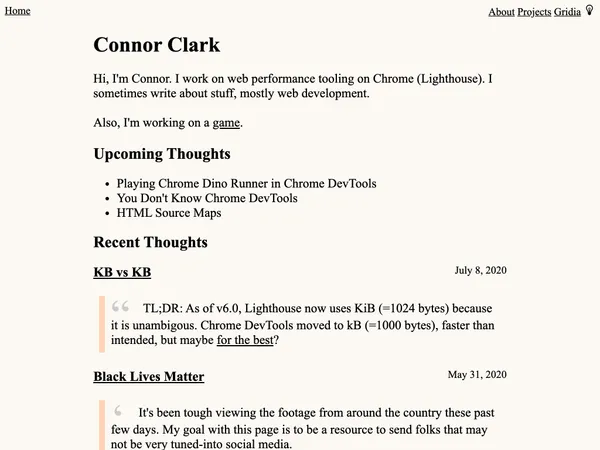 Home
About Projects Gridia
Connor Clark
Hi, I'm Connor. I work on web performance tooling on Chrome (Lighthouse). I
sometimes write about stuff, mostly web development.
Also, I'm working on a game.
Upcoming Thoughts
• Playing Chrome Dino Runner in Chrome DevTools
• You Don't Know Chrome DevTools
• HTML Source Maps
Recent Thoughts
KB vs KB
July 8, 2020
“ TL;DR: As of v6.0, Lighthouse now uses KiB (=1024 bytes) because
it is unambigous. Chrome DevTools moved to kB (=1000 bytes), faster than
intended, but maybe for the best?
Black Lives Matter
May 31, 2020
‘ It's been tough viewing the footage from around the country these past
few days. My goal with this page is to be a resource to send folks that may
not be very tuned-into social media.